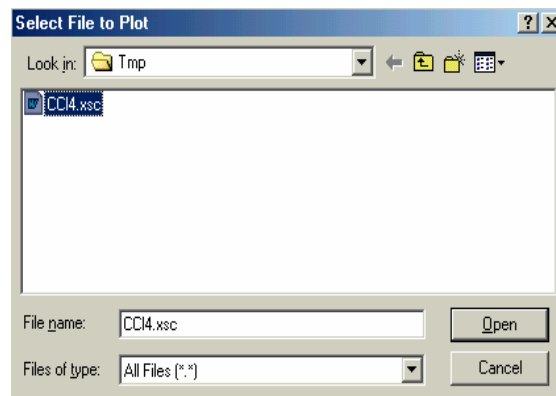 Select File to Plot
Look in: Tmp
CCl4.xsc
File name: CCl4.xsc Open
Files of type: All Files (*.*) Cancel